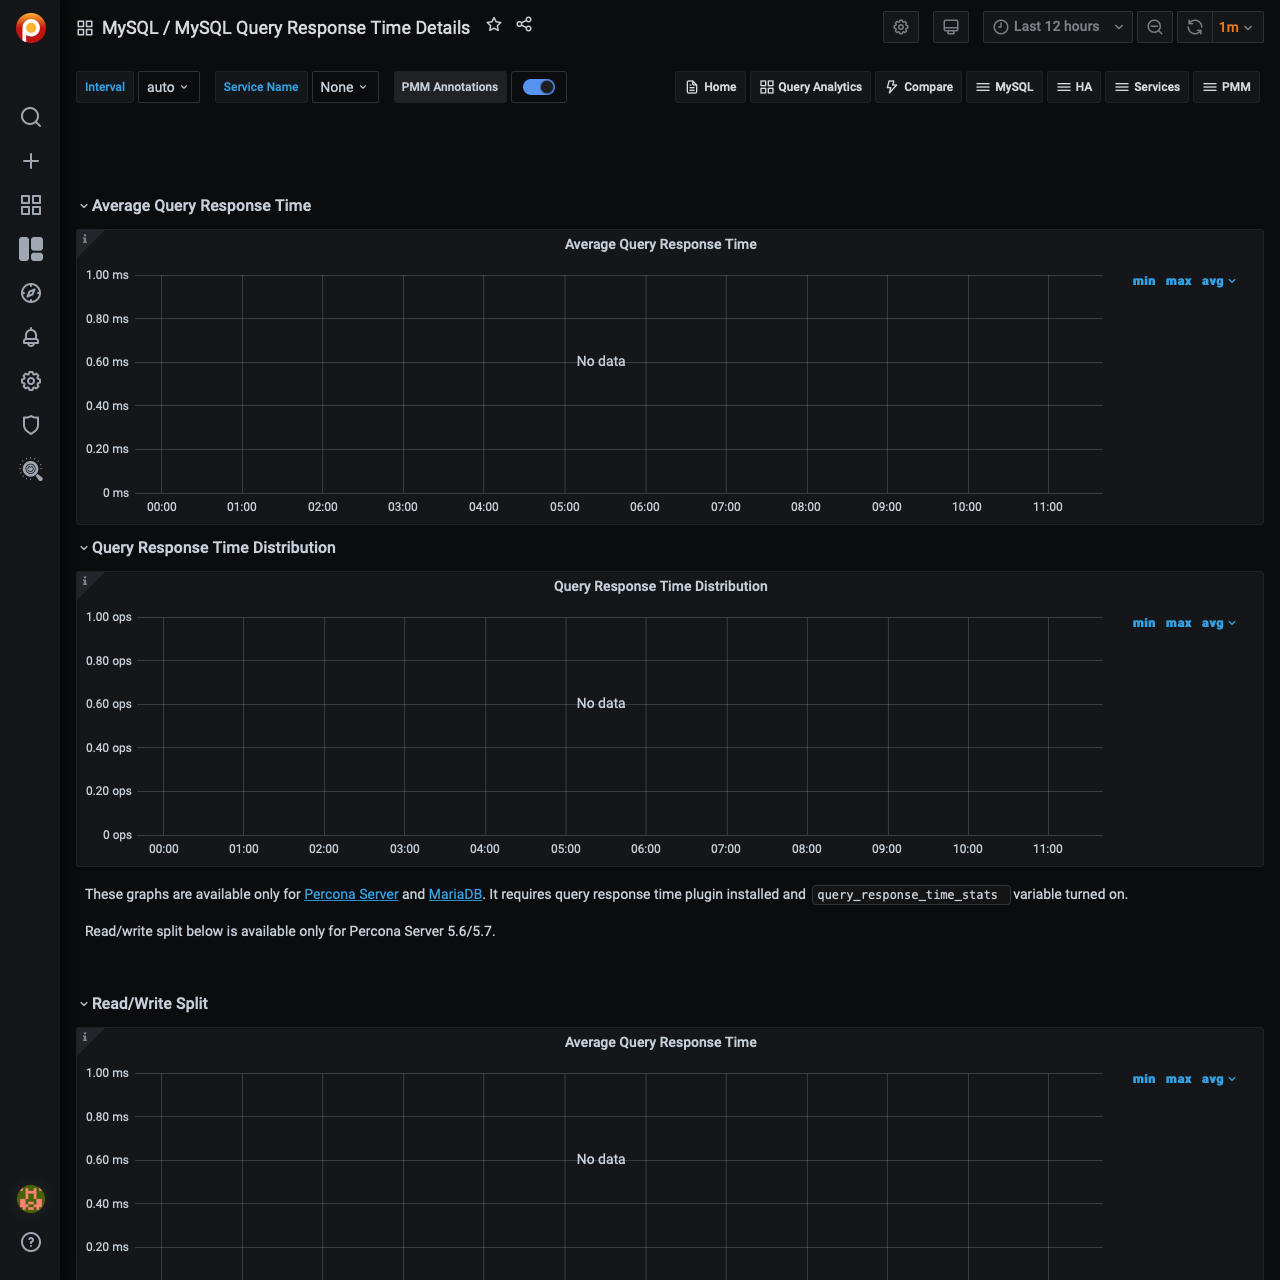 MySQL / MySQL Query Response Time Details
Last 12 hours
1m
Interval auto Service Name None PMM Annotations
Home Query Analytics Compare MySQL HA Services PMM
Average Query Response Time
Average Query Response Time
1.00 ms
0.80 ms
0.60 ms
0.40 ms
0.20 ms
0 ms
No data
min max avg
00:00 01:00 02:00 03:00 04:00 05:00 06:00 07:00 08:00 09:00 10:00 11:00
Query Response Time Distribution
Query Response Time Distribution
1.00 ops
0.80 ops
0.60 ops
0.40 ops
0.20 ops
0 ops
No data
min max avg
00:00 01:00 02:00 03:00 04:00 05:00 06:00 07:00 08:00 09:00 10:00 11:00
These graphs are available only for Percona Server and MariaDB. It requires query response time plugin installed and query_response_time_stats variable turned on.
Read/write split below is available only for Percona Server 5.6/5.7.
Read/Write Split
Average Query Response Time
1.00 ms
0.80 ms
0.60 ms
0.40 ms
0.20 ms
No data
min max avg